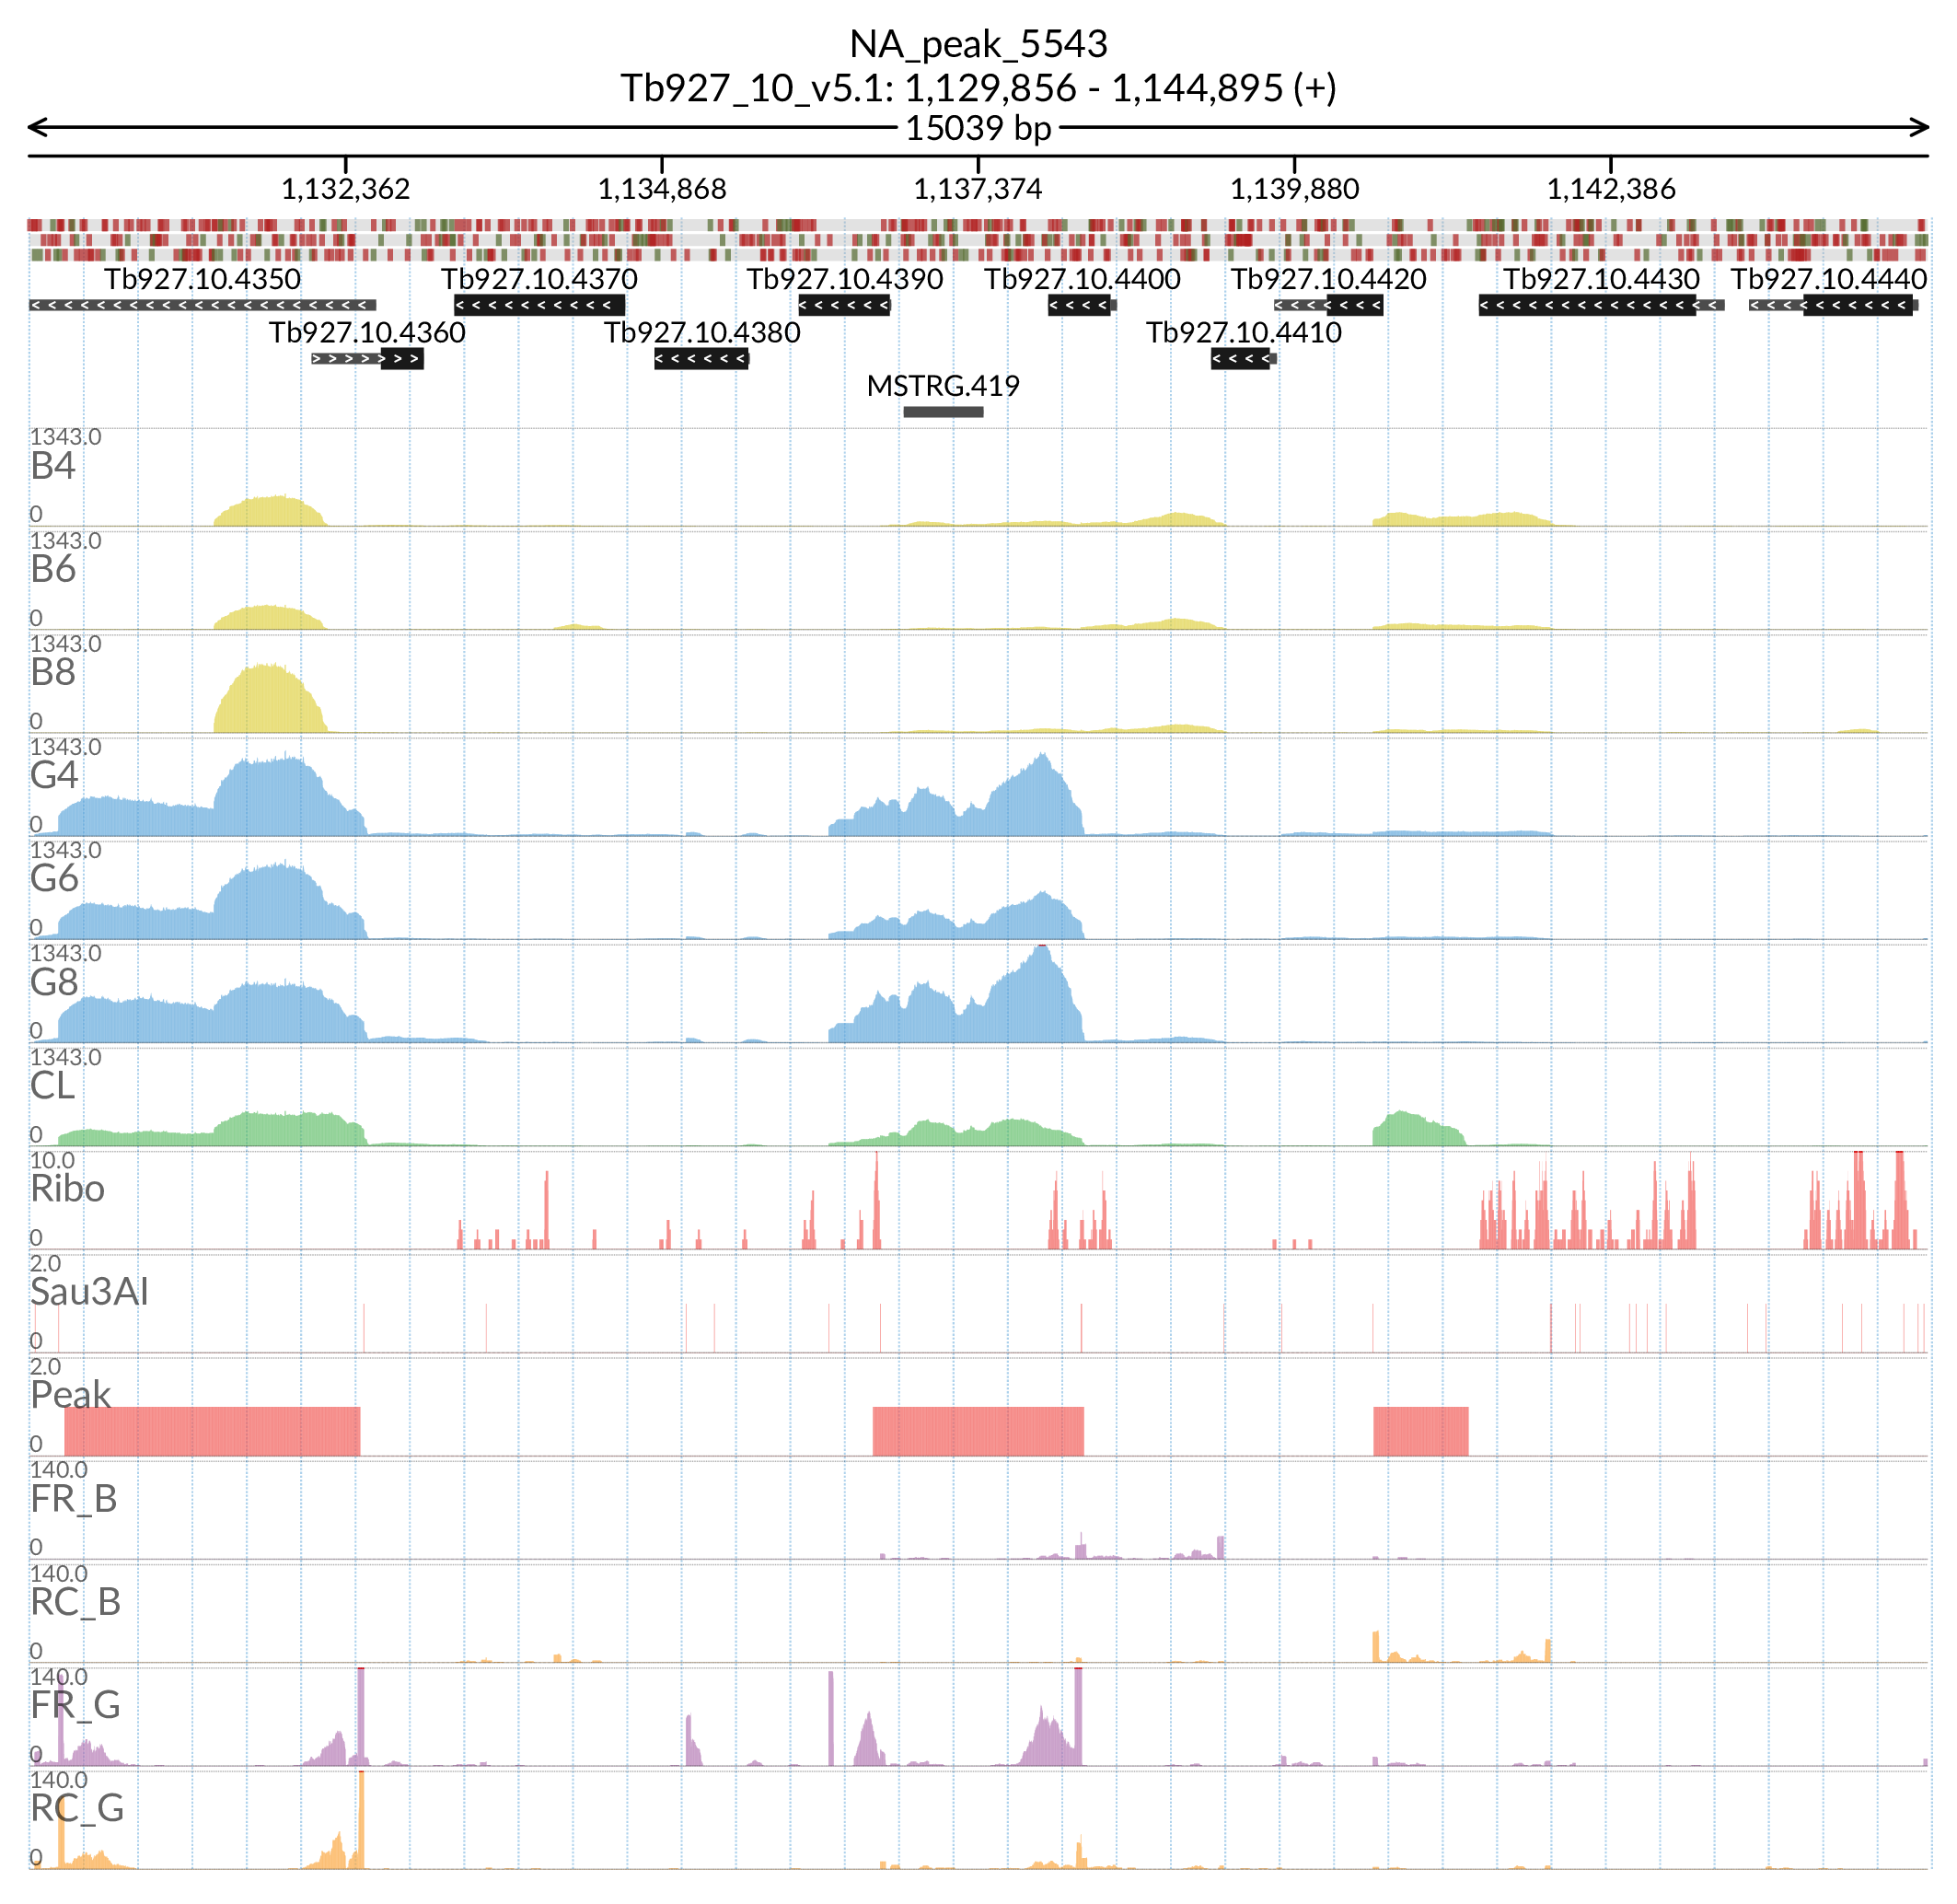 NA_peak_5543
Tb927_10_v5.1: 1,129,856 - 1,144,895 (+)
15039 bp
1,132,362 1,134,868 1,137,374 1,139,880 1,142,386
Tb927.10.4350 Tb927.10.4370 Tb927.10.4390 Tb927.10.4400 Tb927.10.4420 Tb927.10.4430 Tb927.10.4440
Tb927.10.4360 Tb927.10.4380 Tb927.10.4410
MSTRG.419
1343.0
B4
0
1343.0
B6
0
1343.0
B8
0
1343.0
G4
0
1343.0
G6
0
1343.0
G8
0
1343.0
CL
0
10.0
Ribo
0
2.0
Sau3AI
0
2.0
Peak
0
140.0
FR_B
0
140.0
RC_B
0
140.0
FR_G
0
140.0
RC_G
0